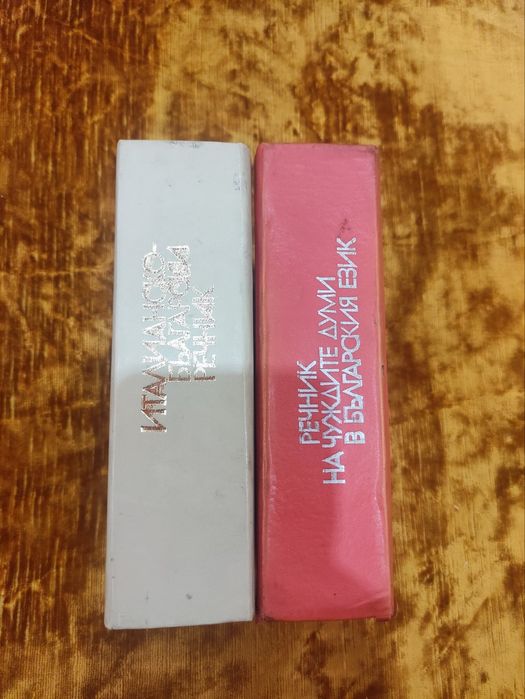 ИТАЛИАНСКО-
БЪЛГАРСКИ
РЕЧНИК
РЕЧНИК
НА ЧУЖДИТЕ ДУМИ
В БЪЛГАРСКИЯ ЕЗИК